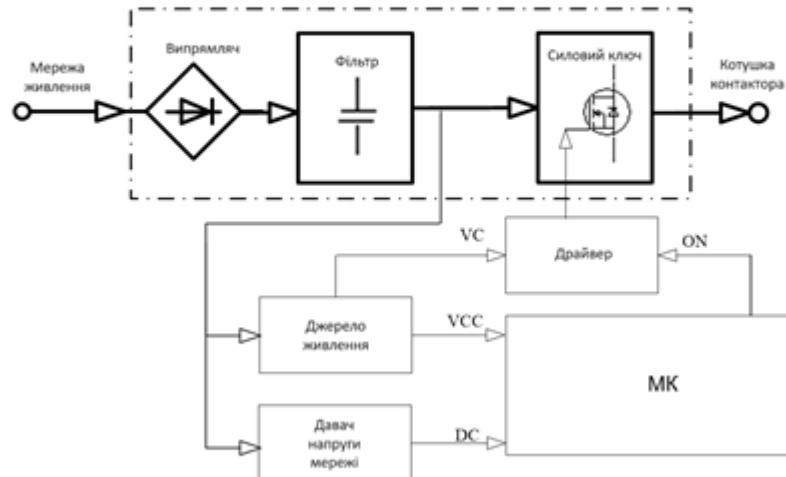 Мережа
живлення
Випрямляч
Фільтр
Силовий ключ
Котушка
контактора
VC
Драйвер
ON
Джерело
живлення
VCC
МК
Давач
напруги
мережі
DC